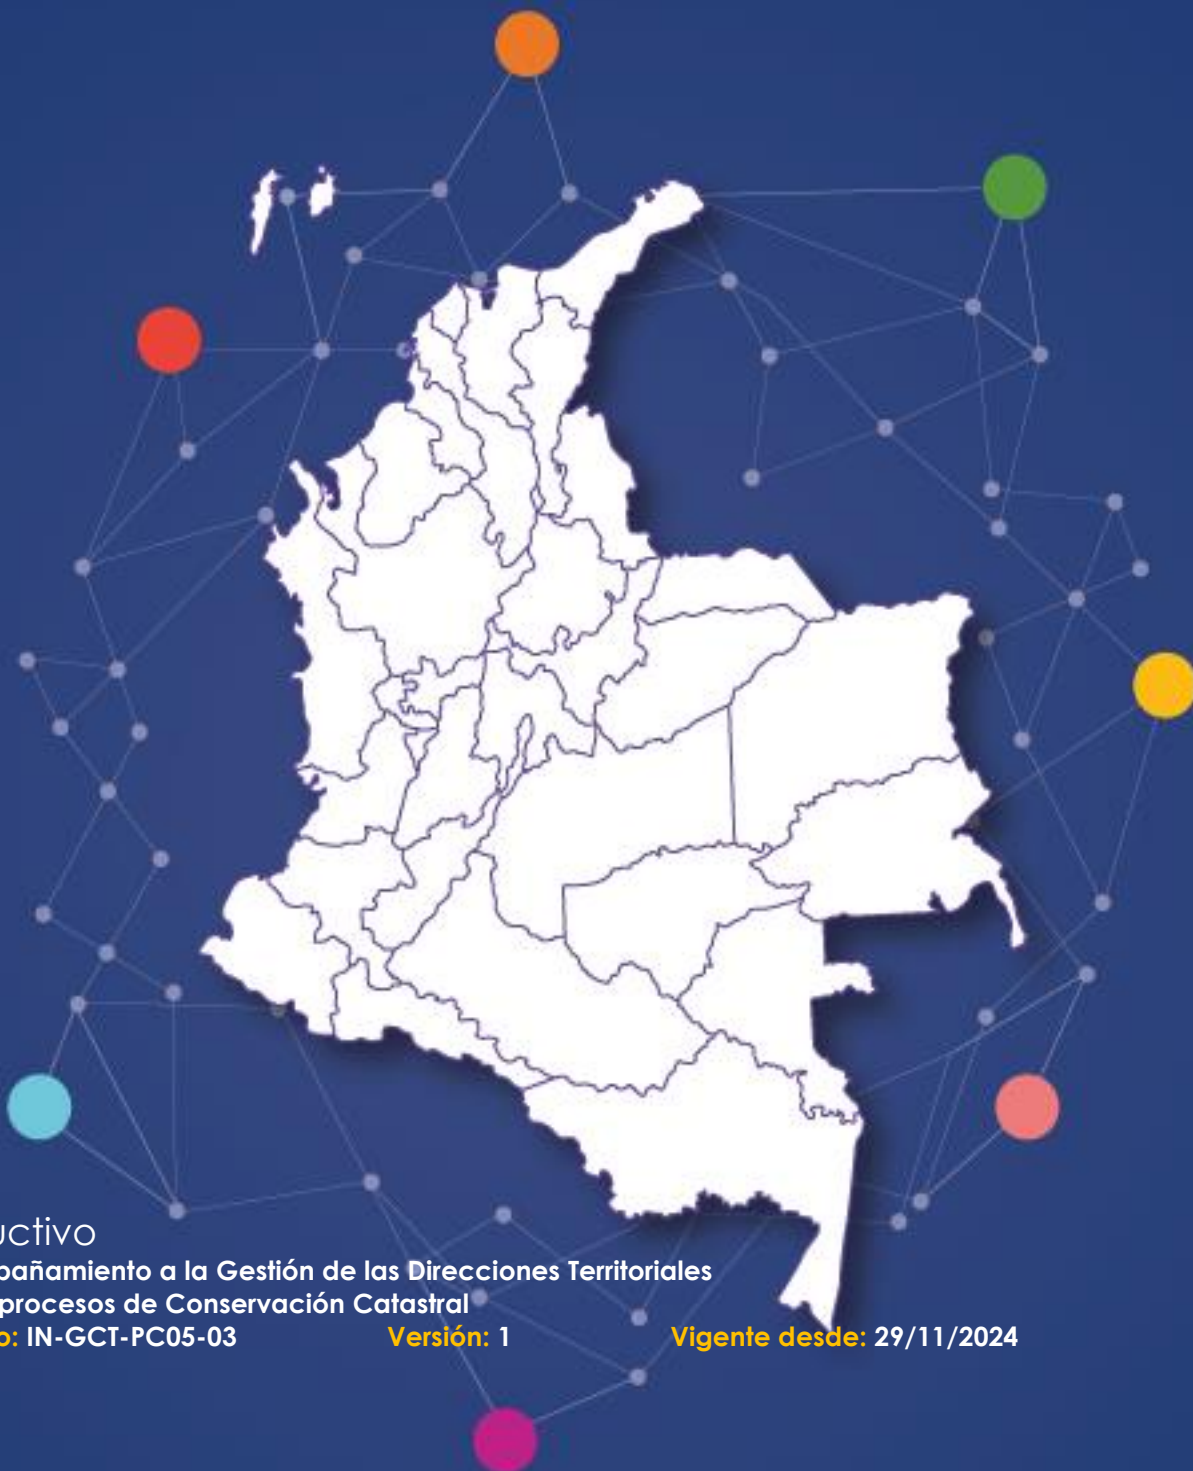 uctivo
pañamiento a la Gestión de las Direcciones Territoriales
procesos de Conservación Catastral
o: IN-GCT-PC05-03 Versión: 1 Vigente desde: 29/11/2024